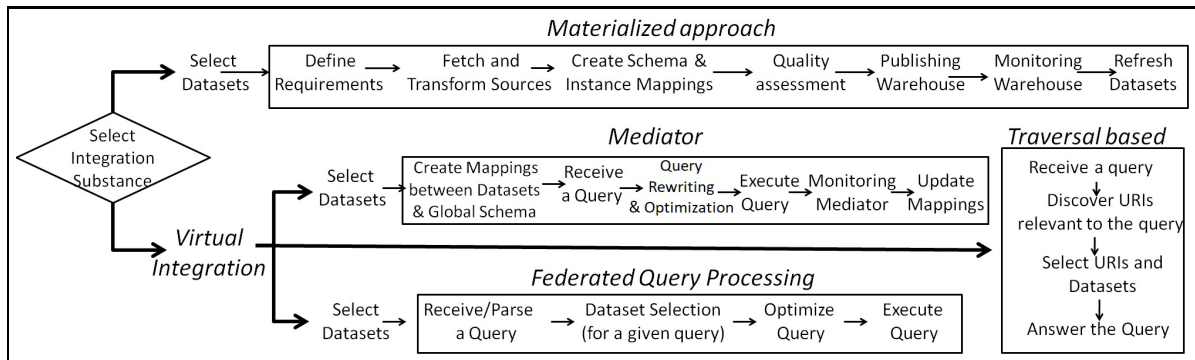 Materialized approach
Select
Datasets
Define
Requirements
Fetch and
Transform Sources
Create Schema &
Instance Mappings
Quality
assessment
Publishing
Warehouse
Monitoring
Warehouse
Refresh
Datasets
Select
Integration
Substance
Mediator
Select
Datasets
Create Mappings
between Datasets
& Global Schema
Receive
a Query
Query
Rewriting
& Optimization
Execute
Query
Monitoring
Mediator
Update
Mappings
Virtual
Integration
Federated Query Processing
Select
Datasets
Receive/Parse
a Query
Dataset Selection
(for a given query)
Optimize
Query
Execute
Query
Traversal based
Receive a query
Discover URIs
relevant to the query
Select URIs and
Datasets
Answer the Query